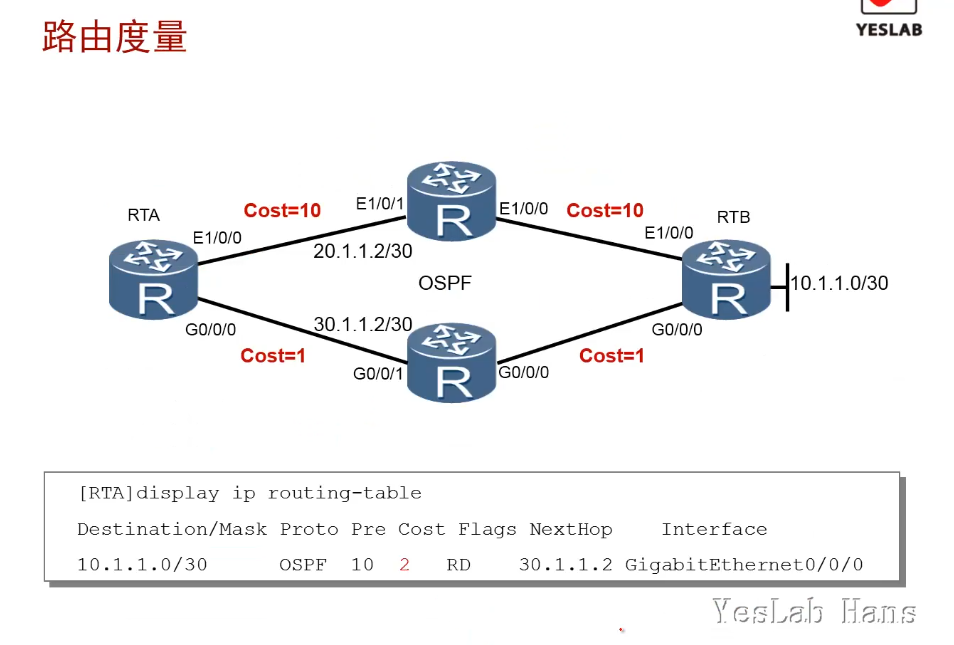 路由度量
YESLAB
RTA
Cost=10
E1/0/1
E1/0/0
Cost=10
RTB
E1/0/0
E1/0/0
20.1.1.2/30
R
OSPF
R
R
10.1.1.0/30
G0/0/0
30.1.1.2/30
G0/0/0
Cost=1
Cost=1
G0/0/1
G0/0/0
R
[RTA]display ip routing-table
Destination/Mask Proto Pre Cost Flags NextHop Interface
10.1.1.0/30 OSPF 10 2 RD 30.1.1.2 GigabitEthernet0/0/0
YesLab Hans